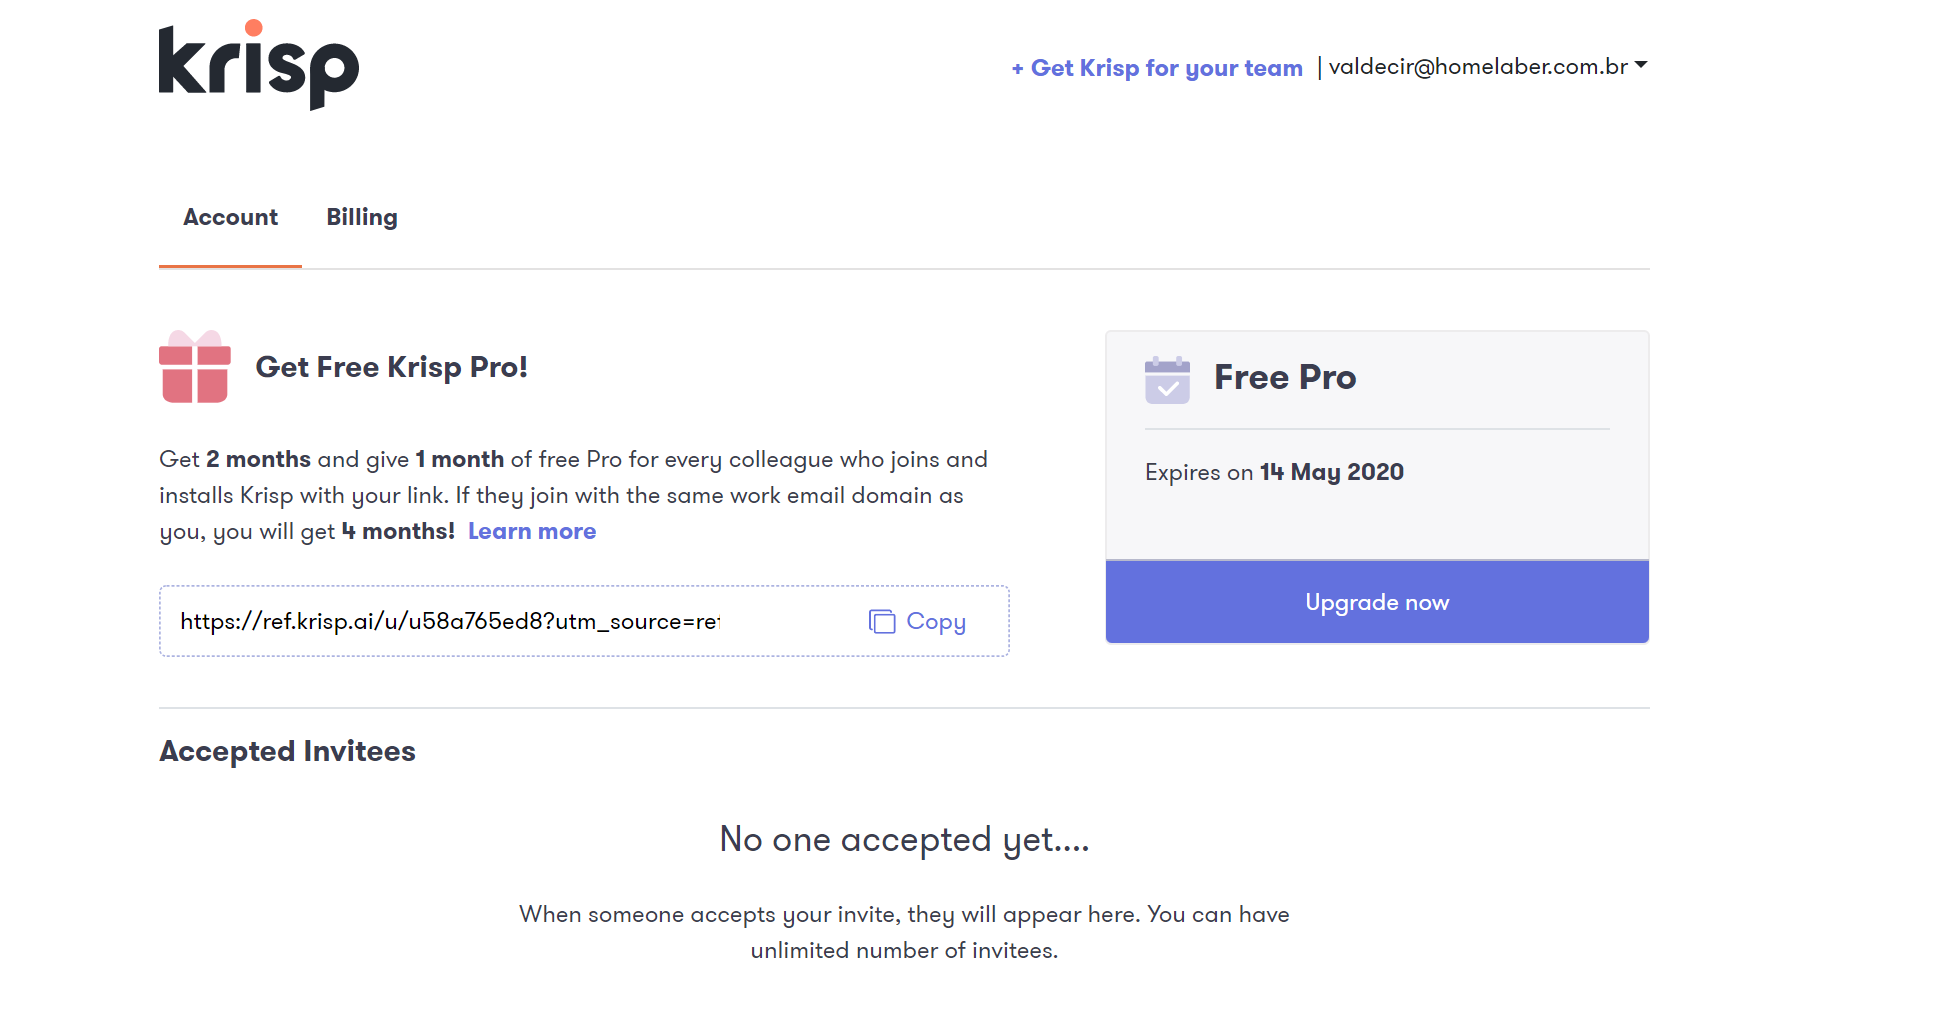 krisp
+ Get Krisp for your team | valdecir@homelaber.com.br
Account Billing
Get Free Krisp Pro!
Get 2 months and give 1 month of free Pro for every colleague who joins and
installs Krisp with your link. If they join with the same work email domain as
you, you will get 4 months! Learn more
https://ref.krisp.ai/u/u58a765ed8?utm_source=ref
Copy
Free Pro
Expires on 14 May 2020
Upgrade now
Accepted Invitees
No one accepted yet....
When someone accepts your invite, they will appear here. You can have
unlimited number of invitees.